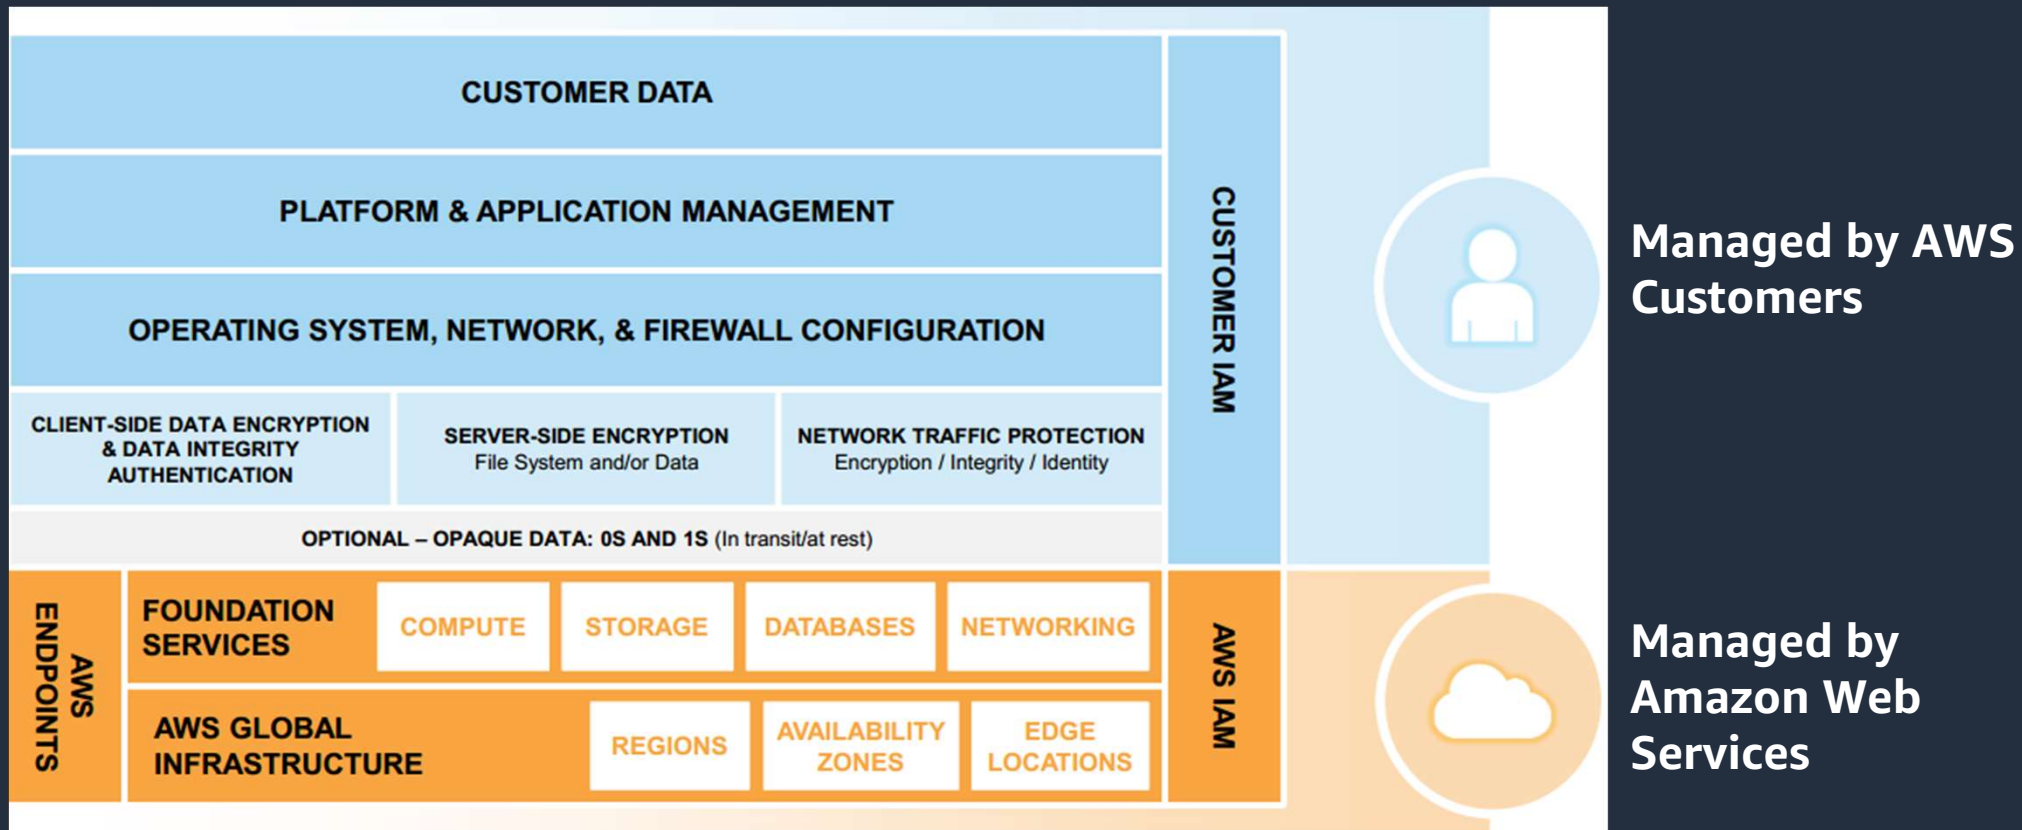 CUSTOMER DATA
PLATFORM & APPLICATION MANAGEMENT
OPERATING SYSTEM, NETWORK, & FIREWALL CONFIGURATION
CLIENT-SIDE DATA ENCRYPTION
& DATA INTEGRITY
AUTHENTICATION
SERVER-SIDE ENCRYPTION
File System and/or Data
NETWORK TRAFFIC PROTECTION
Encryption / Integrity / Identity
OPTIONAL – OPAQUE DATA: 0S AND 1S (In transit/at rest)
CUSTOMER IAM
Managed by AWS
Customers
AWS
ENDPOINTS
FOUNDATION
SERVICES
COMPUTE
STORAGE
DATABASES
NETWORKING
AWS GLOBAL
INFRASTRUCTURE
REGIONS
AVAILABILITY
ZONES
EDGE
LOCATIONS
AWS IAM
Managed by
Amazon Web
Services